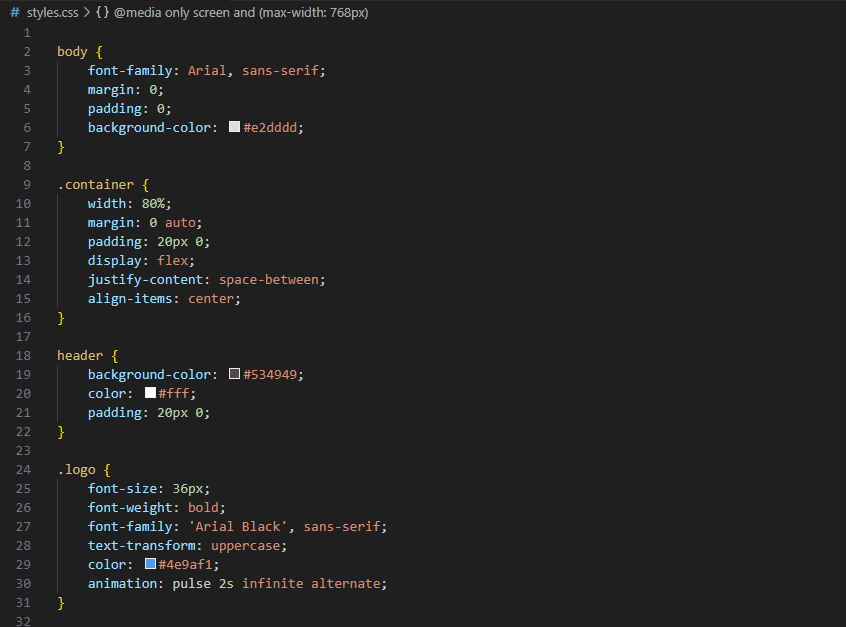 # styles.css > {} @media only screen and (max-width: 768px)
1
2 body {
3 font-family: Arial, sans-serif;
4 margin: 0;
5 padding: 0;
6 background-color: #e2dddd;
7 }
8
9 .container {
10 width: 80%;
11 margin: 0 auto;
12 padding: 20px 0;
13 display: flex;
14 justify-content: space-between;
15 align-items: center;
16 }
17
18 header {
19 background-color: #534949;
20 color: #fff;
21 padding: 20px 0;
22 }
23
24 .logo {
25 font-size: 36px;
26 font-weight: bold;
27 font-family: 'Arial Black', sans-serif;
28 text-transform: uppercase;
29 color: #4e9af1;
30 animation: pulse 2s infinite alternate;
31 }
32